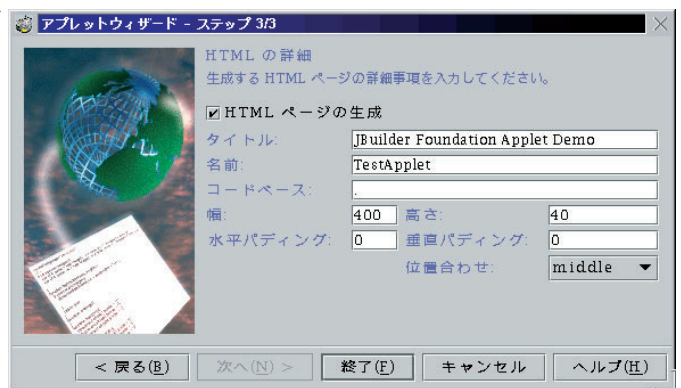 アプレットウィザード - ステップ 3/3
HTML の詳細
生成する HTML ページの詳細事項を入力してください。
HTML ページの生成
タイトル: JBuilder Foundation Applet Demo
名前: TestApplet
コードベース: .
幅: 400 高さ: 40
水平パディング: 0 垂直パディング: 0
位置合わせ: middle
< 戻る(B) 次へ(N) > 終了(F) キャンセル ヘルプ(H)